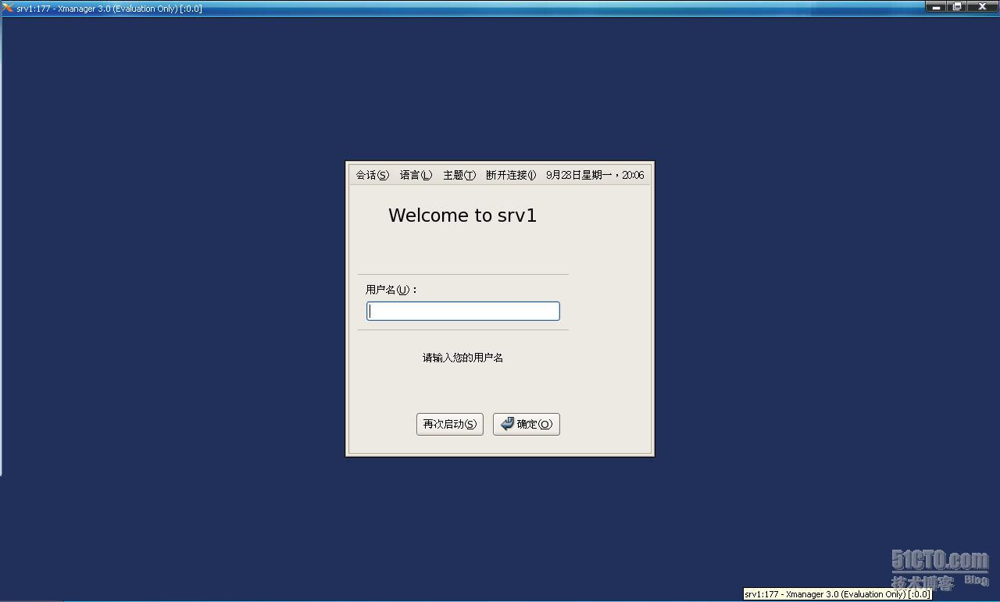 srv1:177 - Xmanager 3.0 (Evaluation Only) [:0.0]
会话(S) 语言(L) 主题(T) 断开连接(I) 9月28日星期一，20:06
Welcome to srv1
用户名(U)：
请输入您的用户名
再次启动(S) 确定(O)
51CTO.com
技术博客 Blog
srv1:177 - Xmanager 3.0 (Evaluation Only) [:0.0]